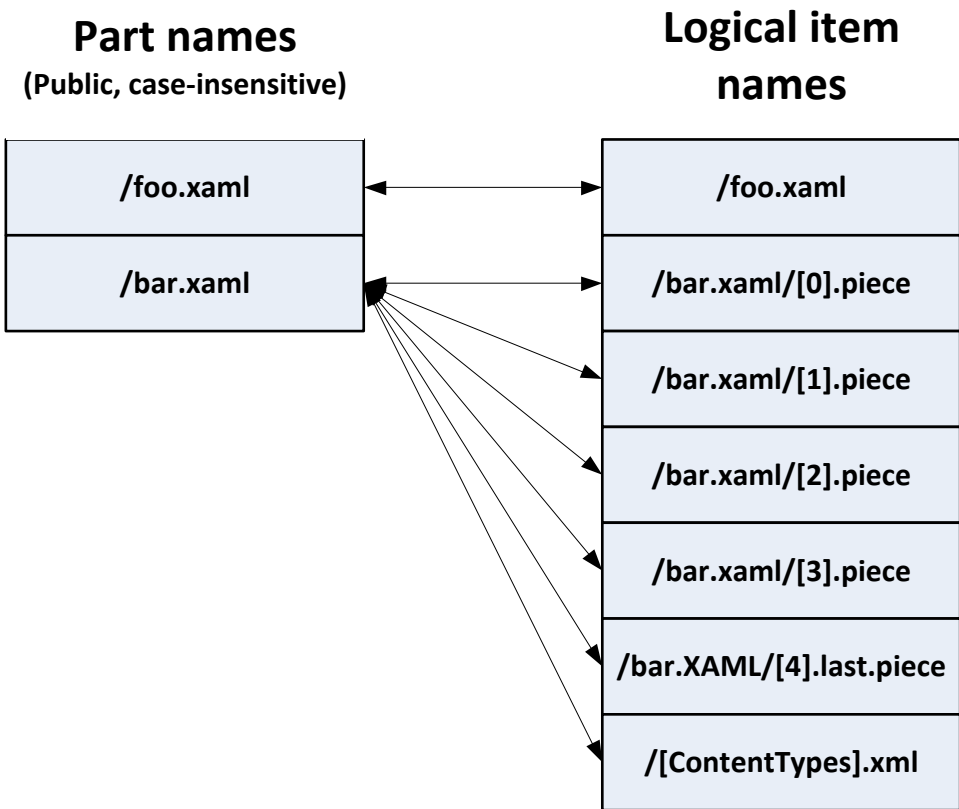 Part names
(Public, case-insensitive)
/foo.xaml
/bar.xaml
Logical item
names
/foo.xaml
/bar.xaml/[0].piece
/bar.xaml/[1].piece
/bar.xaml/[2].piece
/bar.xaml/[3].piece
/bar.XAML/[4].last.piece
/[ContentTypes].xml